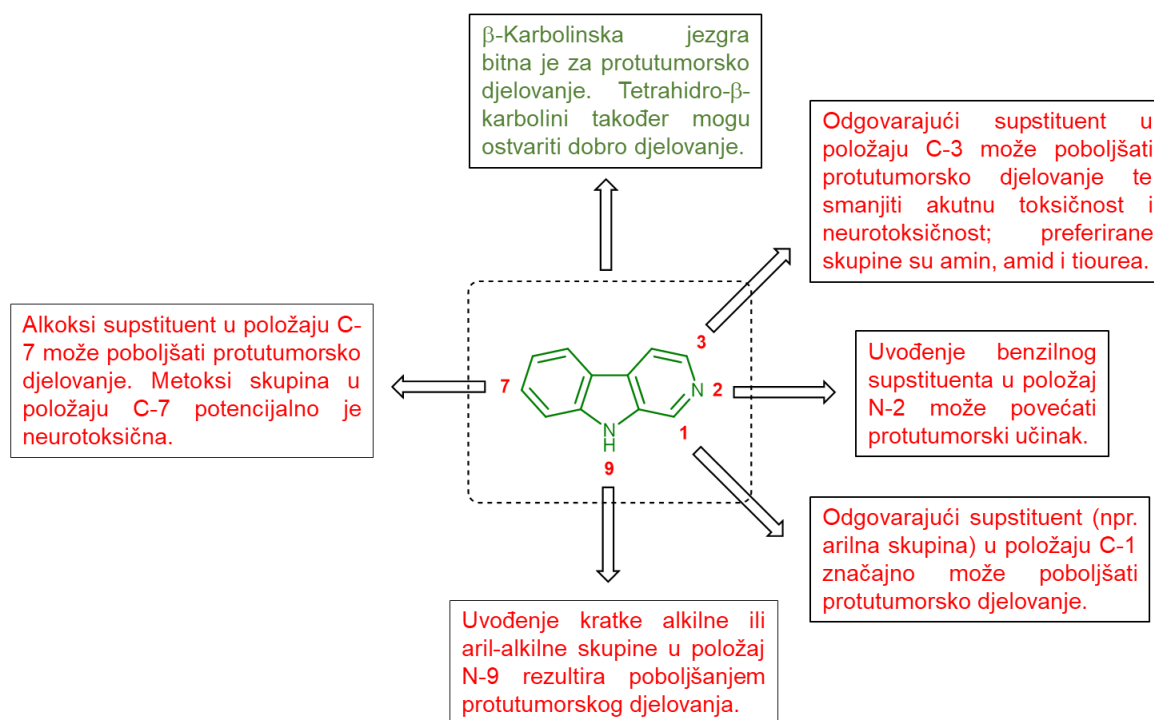 β-Karbolinska jezgra
bitna je za protutumorsko
djelovanje. Tetrahidro-β-
karbolini također mogu
ostvariti dobro djelovanje.
Odgovarajući supstituent u
položaju C-3 može poboljšati
protutumorsko djelovanje te
smanjiti akutnu toksičnost i
neurotoksičnost; preferirane
skupine su amin, amid i tiourea.
Alkoksi supstituent u položaju C-
7 može poboljšati protutumorsko
djelovanje. Metoksi skupina u
položaju C-7 potencijalno je
neurotoksična.
3
7
N
2
N
H
1
9
Uvođenje benzilnog
supstituenta u položaj
N-2 može povećati
protutumorski učinak.
Odgovarajući supstituent (npr.
arilna skupina) u položaju C-1
značajno može poboljšati
protutumorsko djelovanje.
Uvođenje kratke alkilne ili
aril-alkilne skupine u položaj
N-9 rezultira poboljšanjem
protutumorskog djelovanja.